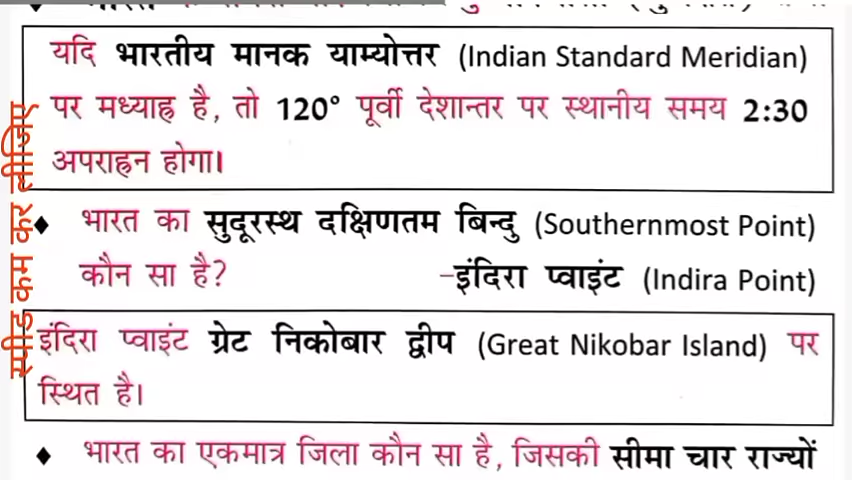 यदि भारतीय मानक याम्योत्तर (Indian Standard Meridian)
पर मध्याह्न है, तो 120° पूर्वी देशान्तर पर स्थानीय समय 2:30
अपराह्न होगा।
♦ भारत का सुदूरस्थ दक्षिणतम बिन्दु (Southernmost Point)
कौन सा है? –इंदिरा प्वाइंट (Indira Point)
इंदिरा प्वाइंट ग्रेट निकोबार द्वीप (Great Nikobar Island) पर
स्थित है।
♦ भारत का एकमात्र जिला कौन सा है, जिसकी सीमा चार राज्यों
स्पीड कम कर लीजिए